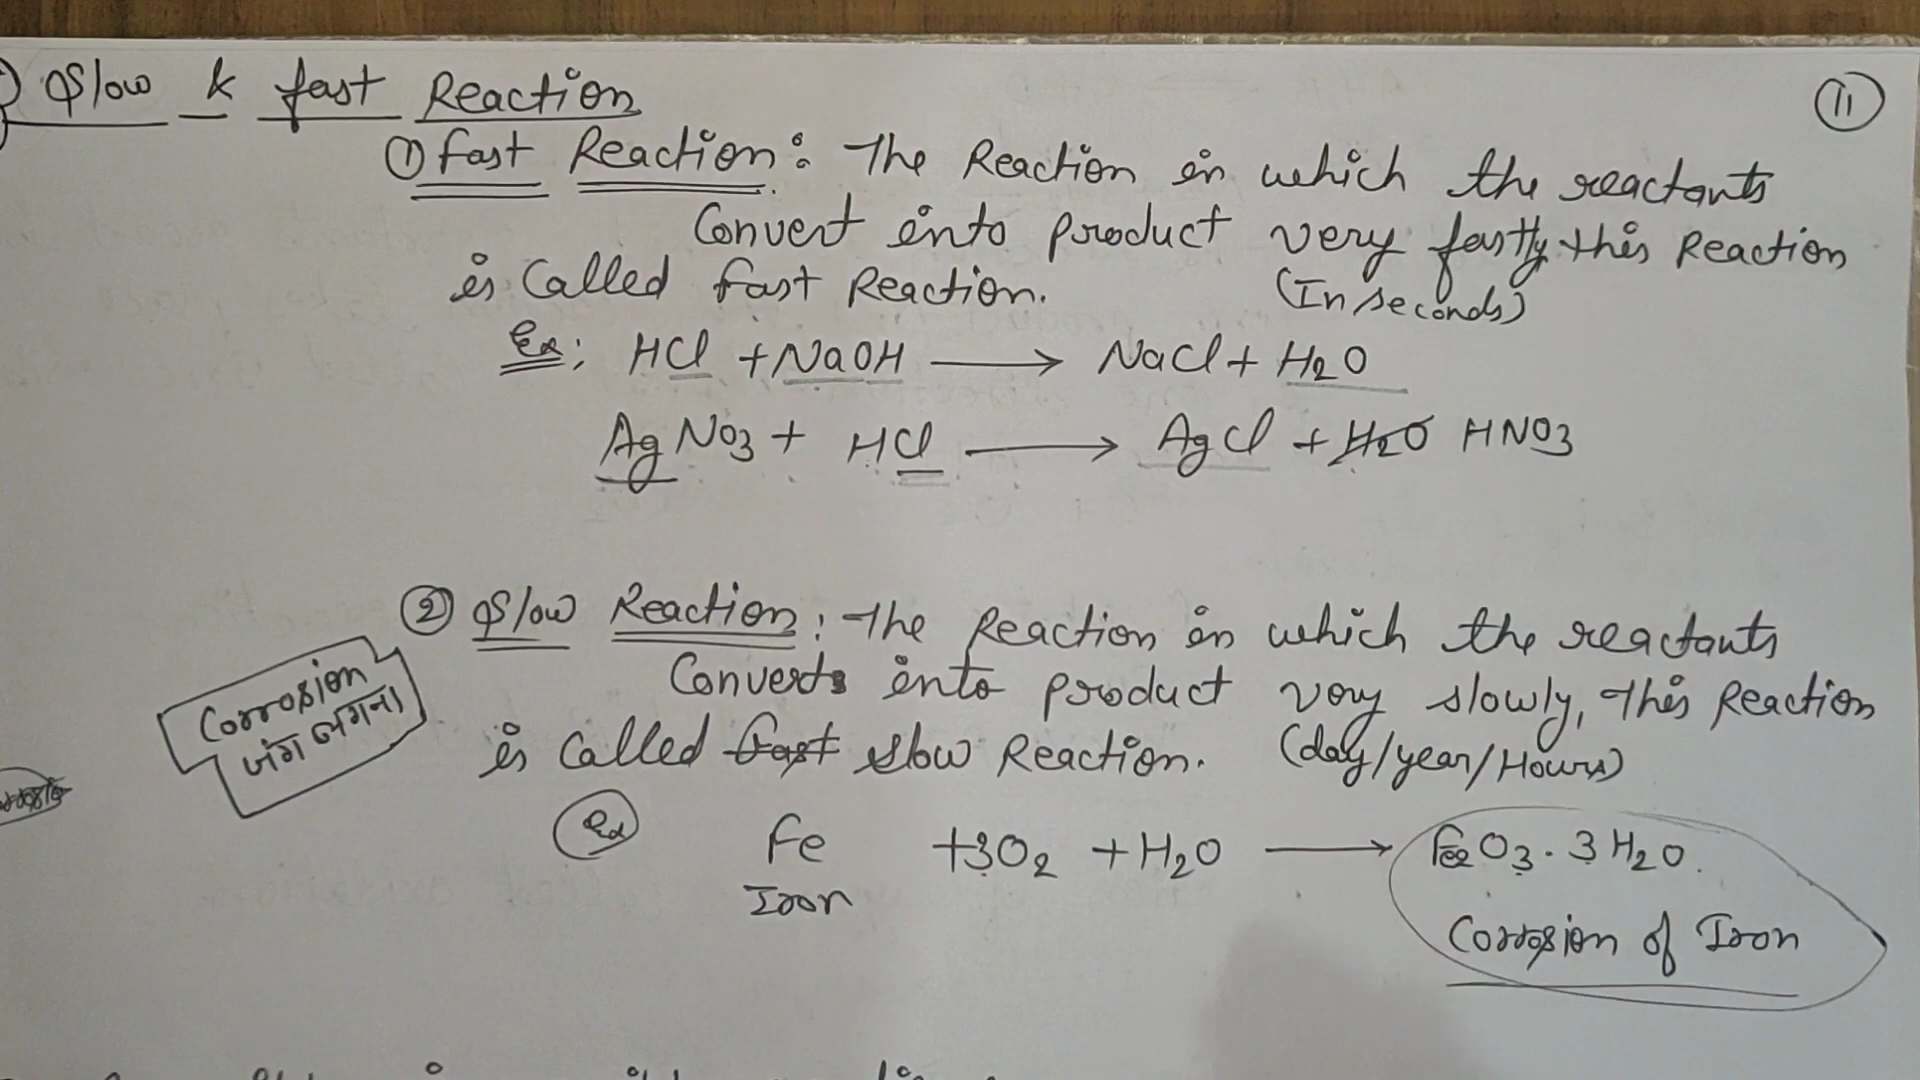 Slow & fast Reaction
11
① fast Reaction: The Reaction in which the reactants
Convert into product very fastly this Reaction
is Called fast Reaction. (In seconds)
Ex: HCl + NaOH ⟶ NaCl + H2O
AgNO3 + HCl ⟶ AgCl + H2O HNO3
② Slow Reaction: The Reaction in which the reactants
Converts into product very slowly, this Reaction
is Called fast slow Reaction. (day/year/Hours)
Corrosion
जंग लगना
Ex Fe +3O2 + H2O ⟶ Fe2O3. 3H2O.
Iron
Corrosion of Iron